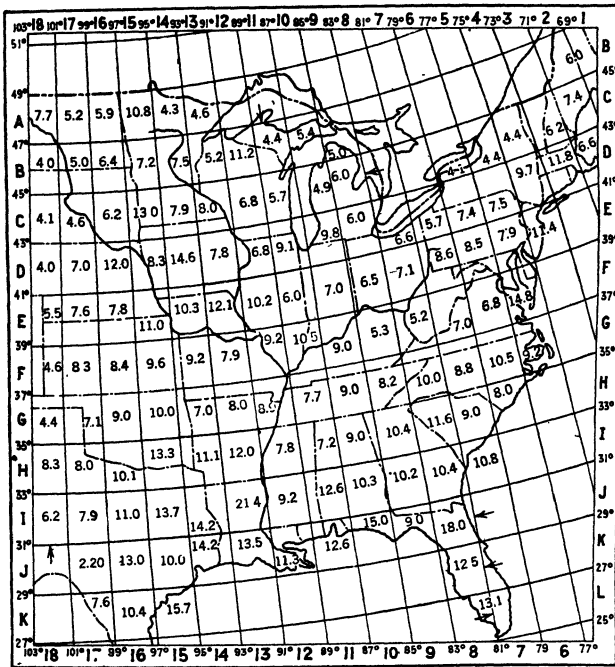 103° 18 101° 17 99° 16 97° 15 95° 14 93° 13 91° 12 89° 11 87° 10 85° 9 83° 8 81° 7 79° 6 77° 5 75° 4 73° 3 71° 2 69° 1
51° B
6.0 45°
49° C
7.7 5.2 5.9 10.8 4.3 4.6 7.4
A 4.4 5.4 4.4 6.2 43°
47° D
4.0 5.0 6.4 7.2 7.5 5.2 11.2 5.0 4.1 4.4 9.7 11.8 6.6
B 6.0 41°
45° 4.9 E
4.1 4.6 6.2 13.0 7.9 8.0 6.8 5.7 6.0 5.7 7.4 7.5
C 9.8 6.6 7.9 11.4 39°
43° F
4.0 7.0 12.0 8.3 14.6 7.8 6.8 9.1 7.1 8.6 8.5
D 7.0 6.5 37°
41° 6.8 14.8 G
5.5 7.6 7.8 10.3 12.1 10.2 6.0 5.2 7.0
E 11.0 5.3 35°
39° 9.2 10.5 9.0 10.5 9.2 H
4.6 8.3 8.4 9.6 9.2 7.9 8.2 10.0 8.8
F 7.7 9.0 8.0 33°
37° I
4.4 7.1 9.0 10.0 7.0 8.0 8.9 11.6 9.0
G 7.2 9.0 10.4 31°
35° J
8.3 8.0 13.3 11.1 12.0 7.8 10.2 10.4 10.8
H 10.1 12.6 10.3 29°
33° K
6.2 7.9 11.0 13.7 21.4 9.2 15.0 9.0 18.0
I 14.2 27°
31° 14.2 13.5 12.6 12.5 L
2.20 13.0 10.0 11.3
J 25°
29° 7.6 13.1
10.4 15.7
K
27°
103° 18 101° 17 99° 16 97° 15 95° 14 93° 13 91° 12 89° 11 87° 10 85° 9 83° 8 81° 7 79° 6 77°